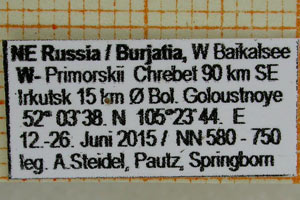 NE Russia / Burjatia, W Baikalsee
W- Primorskii Chrebet 90 km SE
Irkutsk 15 km Ø Bol. Goloustnoye
52° 03'38. N 105°23'44. E
12.-26. Juni 2015 / NN 580 - 750
leg. A.Steidel, Pautz, Springborn